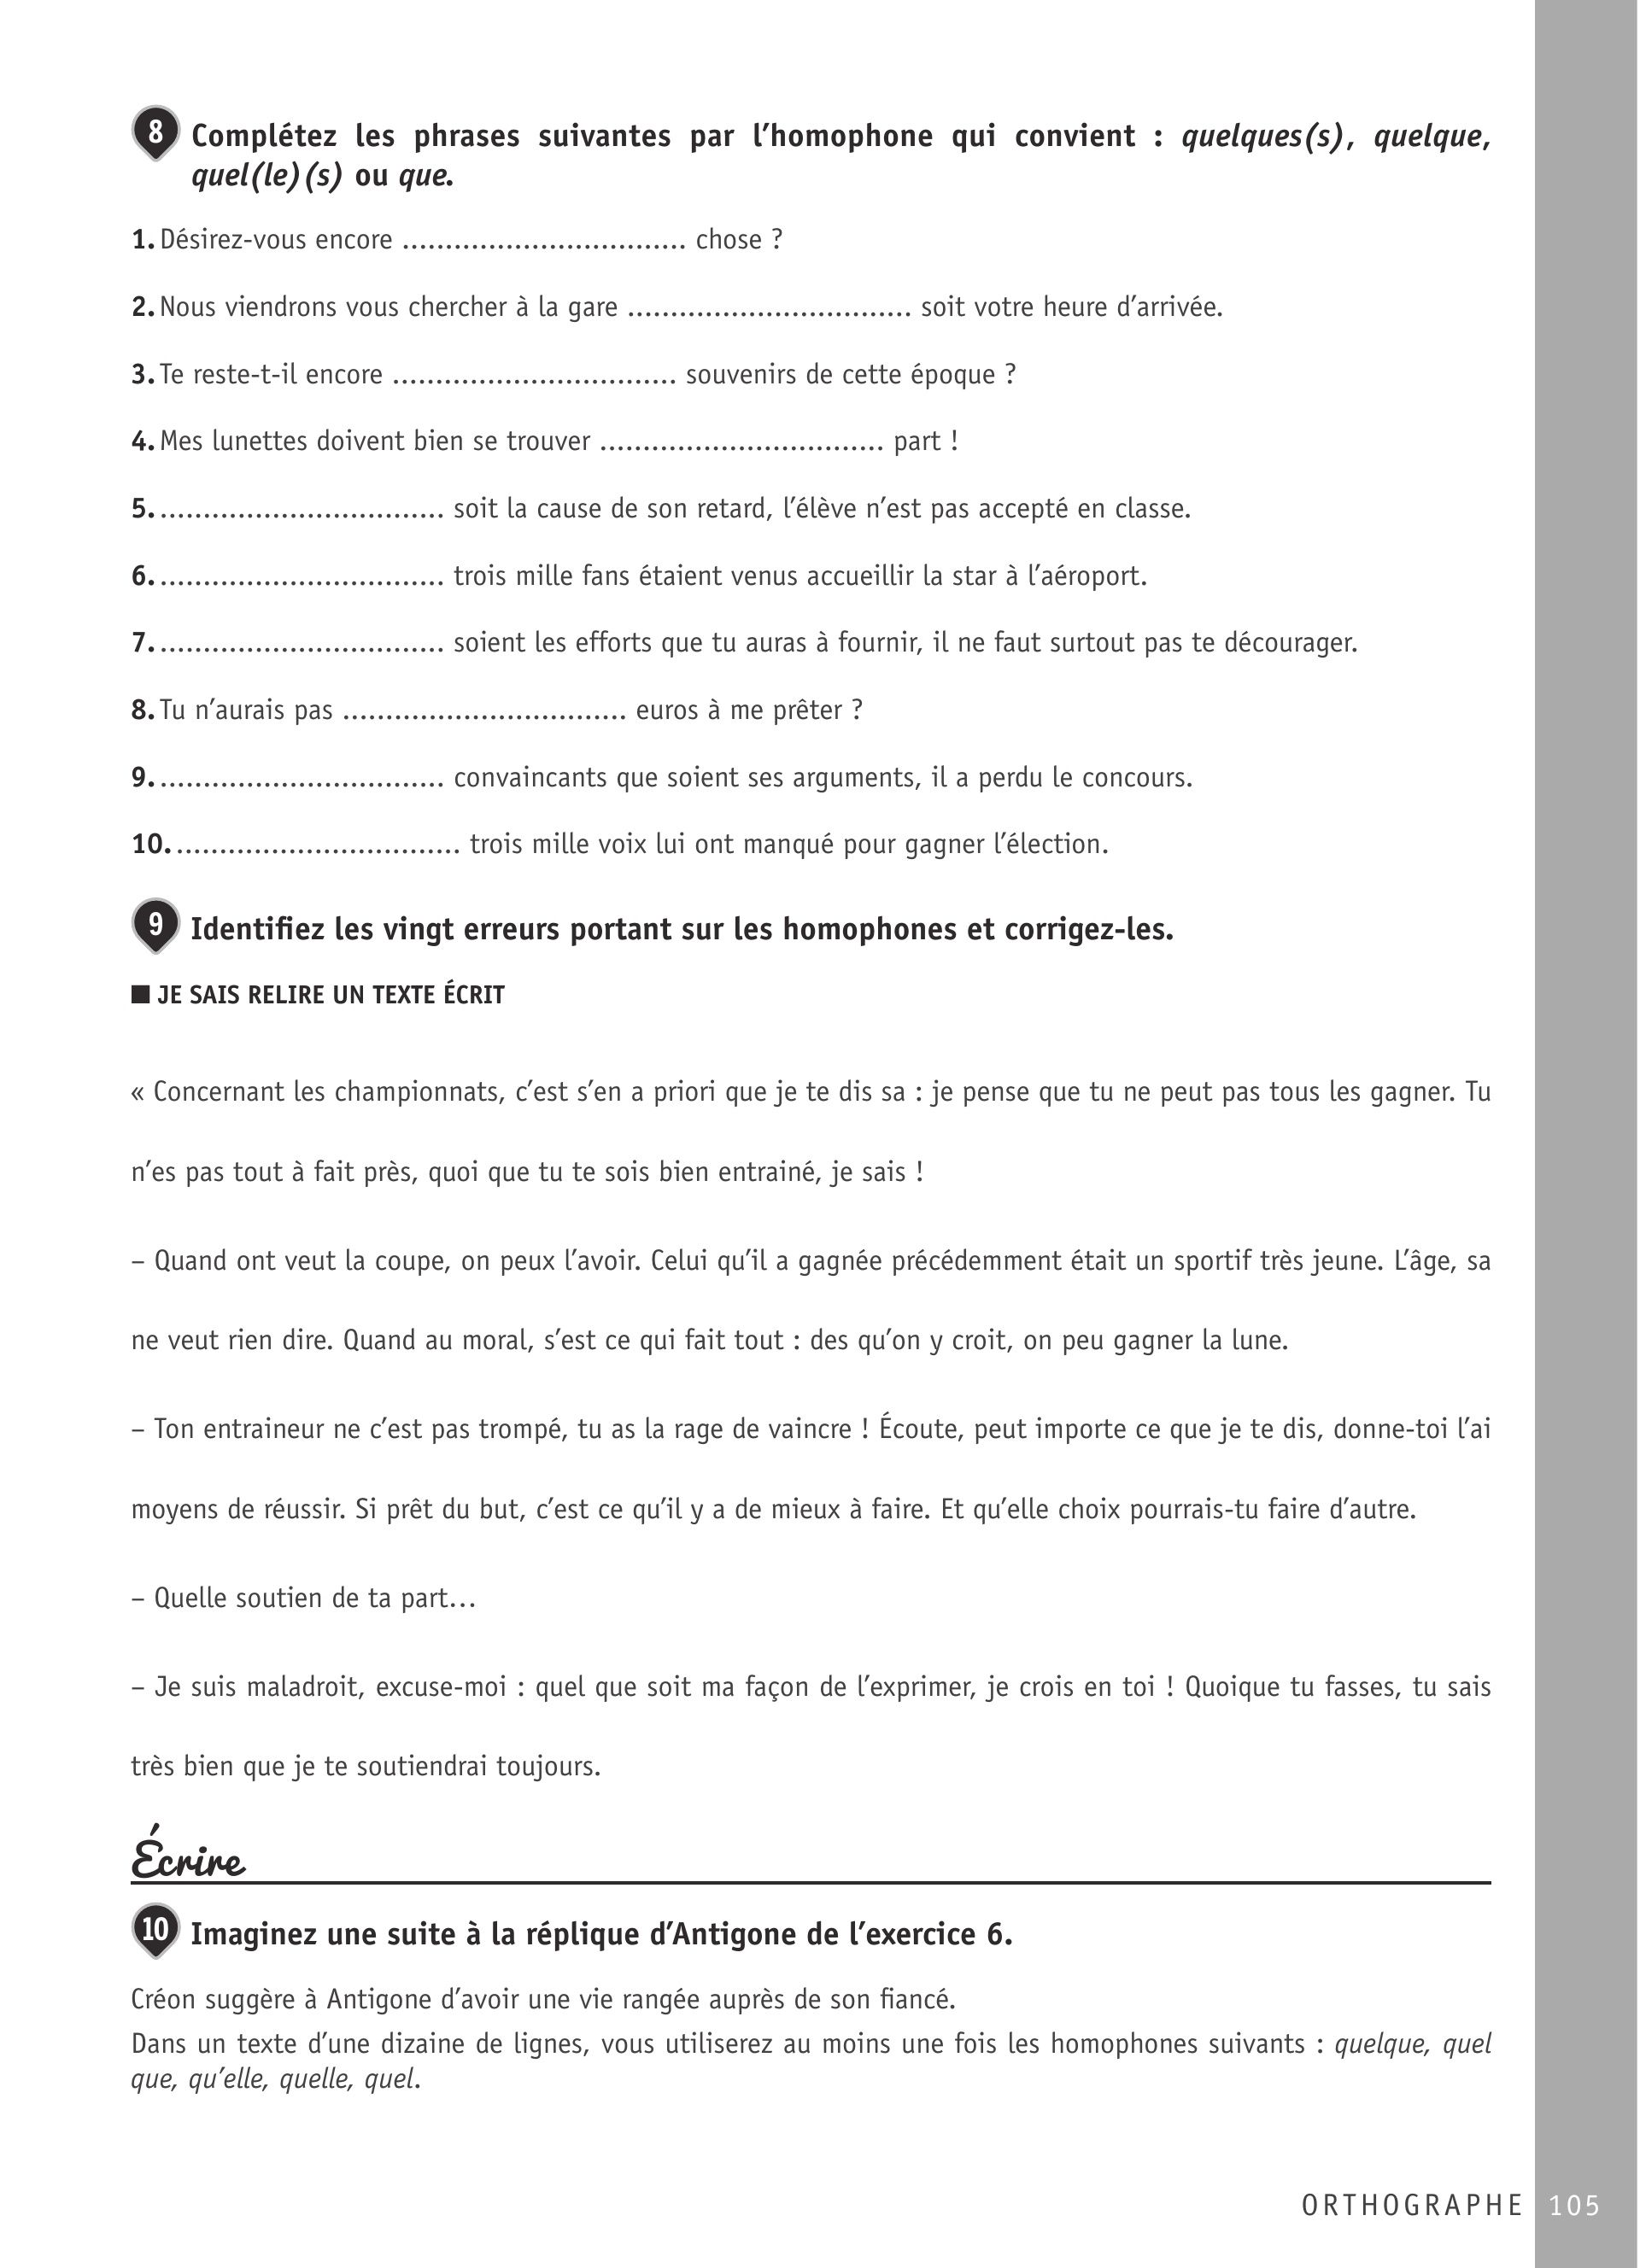 8 Complétez les phrases suivantes par l’homophone qui convient : quelques(s), quelque,
quel(le)(s) ou que.
1. Désirez-vous encore ................................. chose ?
2. Nous viendrons vous chercher à la gare ................................. soit votre heure d’arrivée.
3. Te reste-t-il encore ................................. souvenirs de cette époque ?
4. Mes lunettes doivent bien se trouver ................................. part !
5. ................................. soit la cause de son retard, l’élève n’est pas accepté en classe.
6. ................................. trois mille fans étaient venus accueillir la star à l’aéroport.
7. ................................. soient les efforts que tu auras à fournir, il ne faut surtout pas te décourager.
8. Tu n’aurais pas ................................. euros à me prêter ?
9. ................................. convaincants que soient ses arguments, il a perdu le concours.
10. ................................. trois mille voix lui ont manqué pour gagner l’élection.
9 Identifiez les vingt erreurs portant sur les homophones et corrigez-les.
■ JE SAIS RELIRE UN TEXTE ÉCRIT
« Concernant les championnats, c’est s’en a priori que je te dis sa : je pense que tu ne peut pas tous les gagner. Tu
n’es pas tout à fait près, quoi que tu te sois bien entrainé, je sais !
– Quand ont veut la coupe, on peux l’avoir. Celui qu’il a gagnée précédemment était un sportif très jeune. L’âge, sa
ne veut rien dire. Quand au moral, s’est ce qui fait tout : des qu’on y croit, on peu gagner la lune.
– Ton entraineur ne c’est pas trompé, tu as la rage de vaincre ! Écoute, peut importe ce que je te dis, donne-toi l’ai
moyens de réussir. Si prêt du but, c’est ce qu’il y a de mieux à faire. Et qu’elle choix pourrais-tu faire d’autre.
– Quelle soutien de ta part…
– Je suis maladroit, excuse-moi : quel que soit ma façon de l’exprimer, je crois en toi ! Quoique tu fasses, tu sais
très bien que je te soutiendrai toujours.
Écrire
10 Imaginez une suite à la réplique d’Antigone de l’exercice 6.
Créon suggère à Antigone d’avoir une vie rangée auprès de son fiancé.
Dans un texte d’une dizaine de lignes, vous utiliserez au moins une fois les homophones suivants : quelque, quel
que, qu’elle, quelle, quel.
ORTHOGRAPHE 105